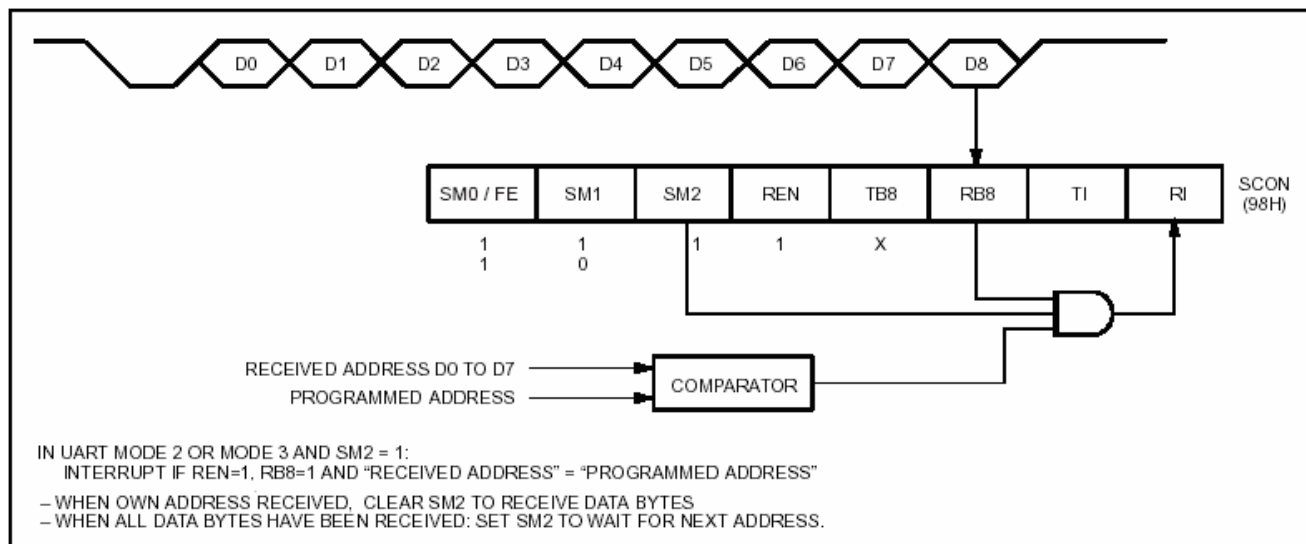 D0 D1 D2 D3 D4 D5 D6 D7 D8
SM0 / FE SM1 SM2 REN TB8 RB8 TI RI
SCON
(98H)
1 1 1 1 X
1 0
RECEIVED ADDRESS D0 TO D7
PROGRAMMED ADDRESS
COMPARATOR
IN UART MODE 2 OR MODE 3 AND SM2 = 1:
INTERRUPT IF REN=1, RB8=1 AND “RECEIVED ADDRESS” = “PROGRAMMED ADDRESS”
– WHEN OWN ADDRESS RECEIVED, CLEAR SM2 TO RECEIVE DATA BYTES
– WHEN ALL DATA BYTES HAVE BEEN RECEIVED: SET SM2 TO WAIT FOR NEXT ADDRESS.